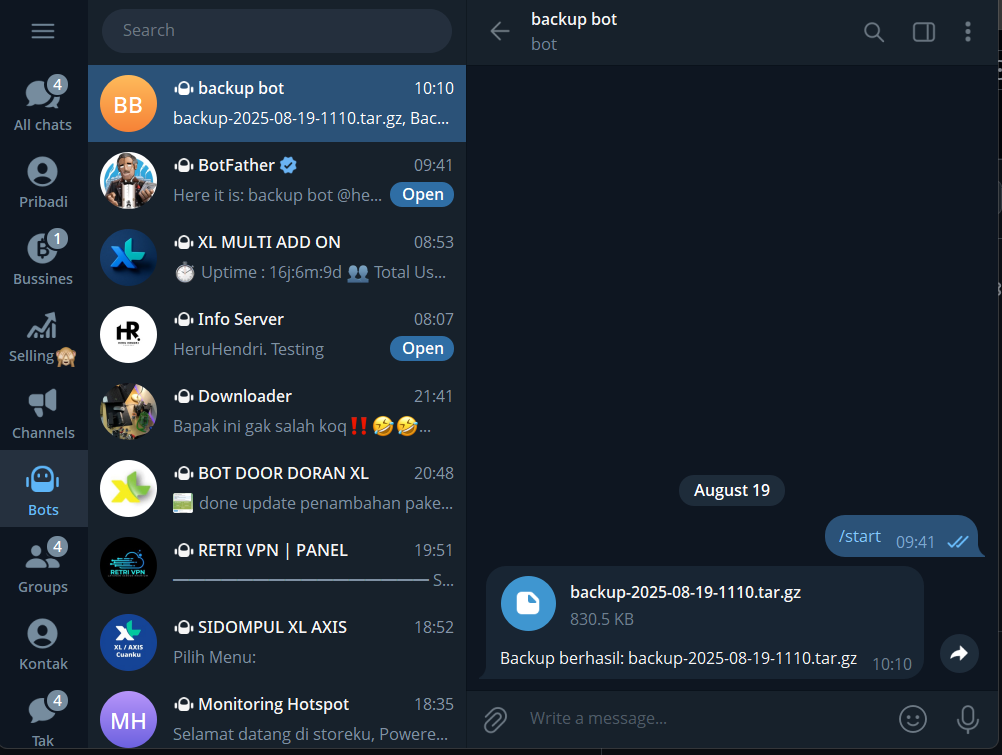 All chats
4
Pribadi
Bussines
1
Selling🙈
Channels
Bots
Groups
4
Kontak
Tak
4
Search
BB
backup bot 10:10
backup-2025-08-19-1110.tar.gz, Bac...
BotFather 09:41
Here it is: backup bot @he... Open
XL MULTI ADD ON 08:53
⏱️ Uptime : 16j:6m:9d 👥 Total Us...
HR
Info Server 08:07
HeruHendri. Testing Open
Downloader 21:41
Bapak ini gak salah koq‼️🤣🤣...
BOT DOOR DORAN XL 20:48
done update penambahan pake...
RETRI VPN
RETRI VPN | PANEL 19:51
S...
XL / AXIS
Cuanku
SIDOMPUL XL AXIS 18:52
Pilih Menu:
MH
Monitoring Hotspot 18:35
Selamat datang di storeku, Powere...
backup bot
bot
August 19
/start 09:41
backup-2025-08-19-1110.tar.gz
830.5 KB
Backup berhasil: backup-2025-08-19-1110.tar.gz 10:10
Write a message...